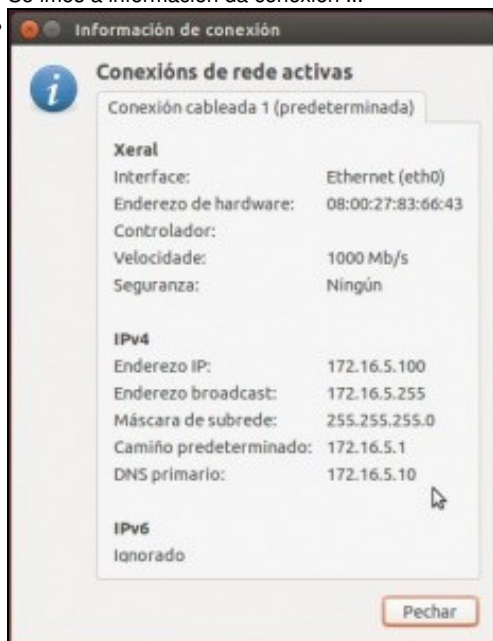 Información de conexión
Conexións de rede activas
Conexión cableada 1 (predeterminada)
Xeral
Interface: Ethernet (eth0)
Enderezo de hardware: 08:00:27:83:66:43
Controlador:
Velocidade: 1000 Mb/s
Seguranza: Ningún
IPv4
Enderezo IP: 172.16.5.100
Enderezo broadcast: 172.16.5.255
Máscara de subrede: 255.255.255.0
Camiño predeterminado: 172.16.5.1
DNS primario: 172.16.5.10
IPv6
Ignorado
Pechar